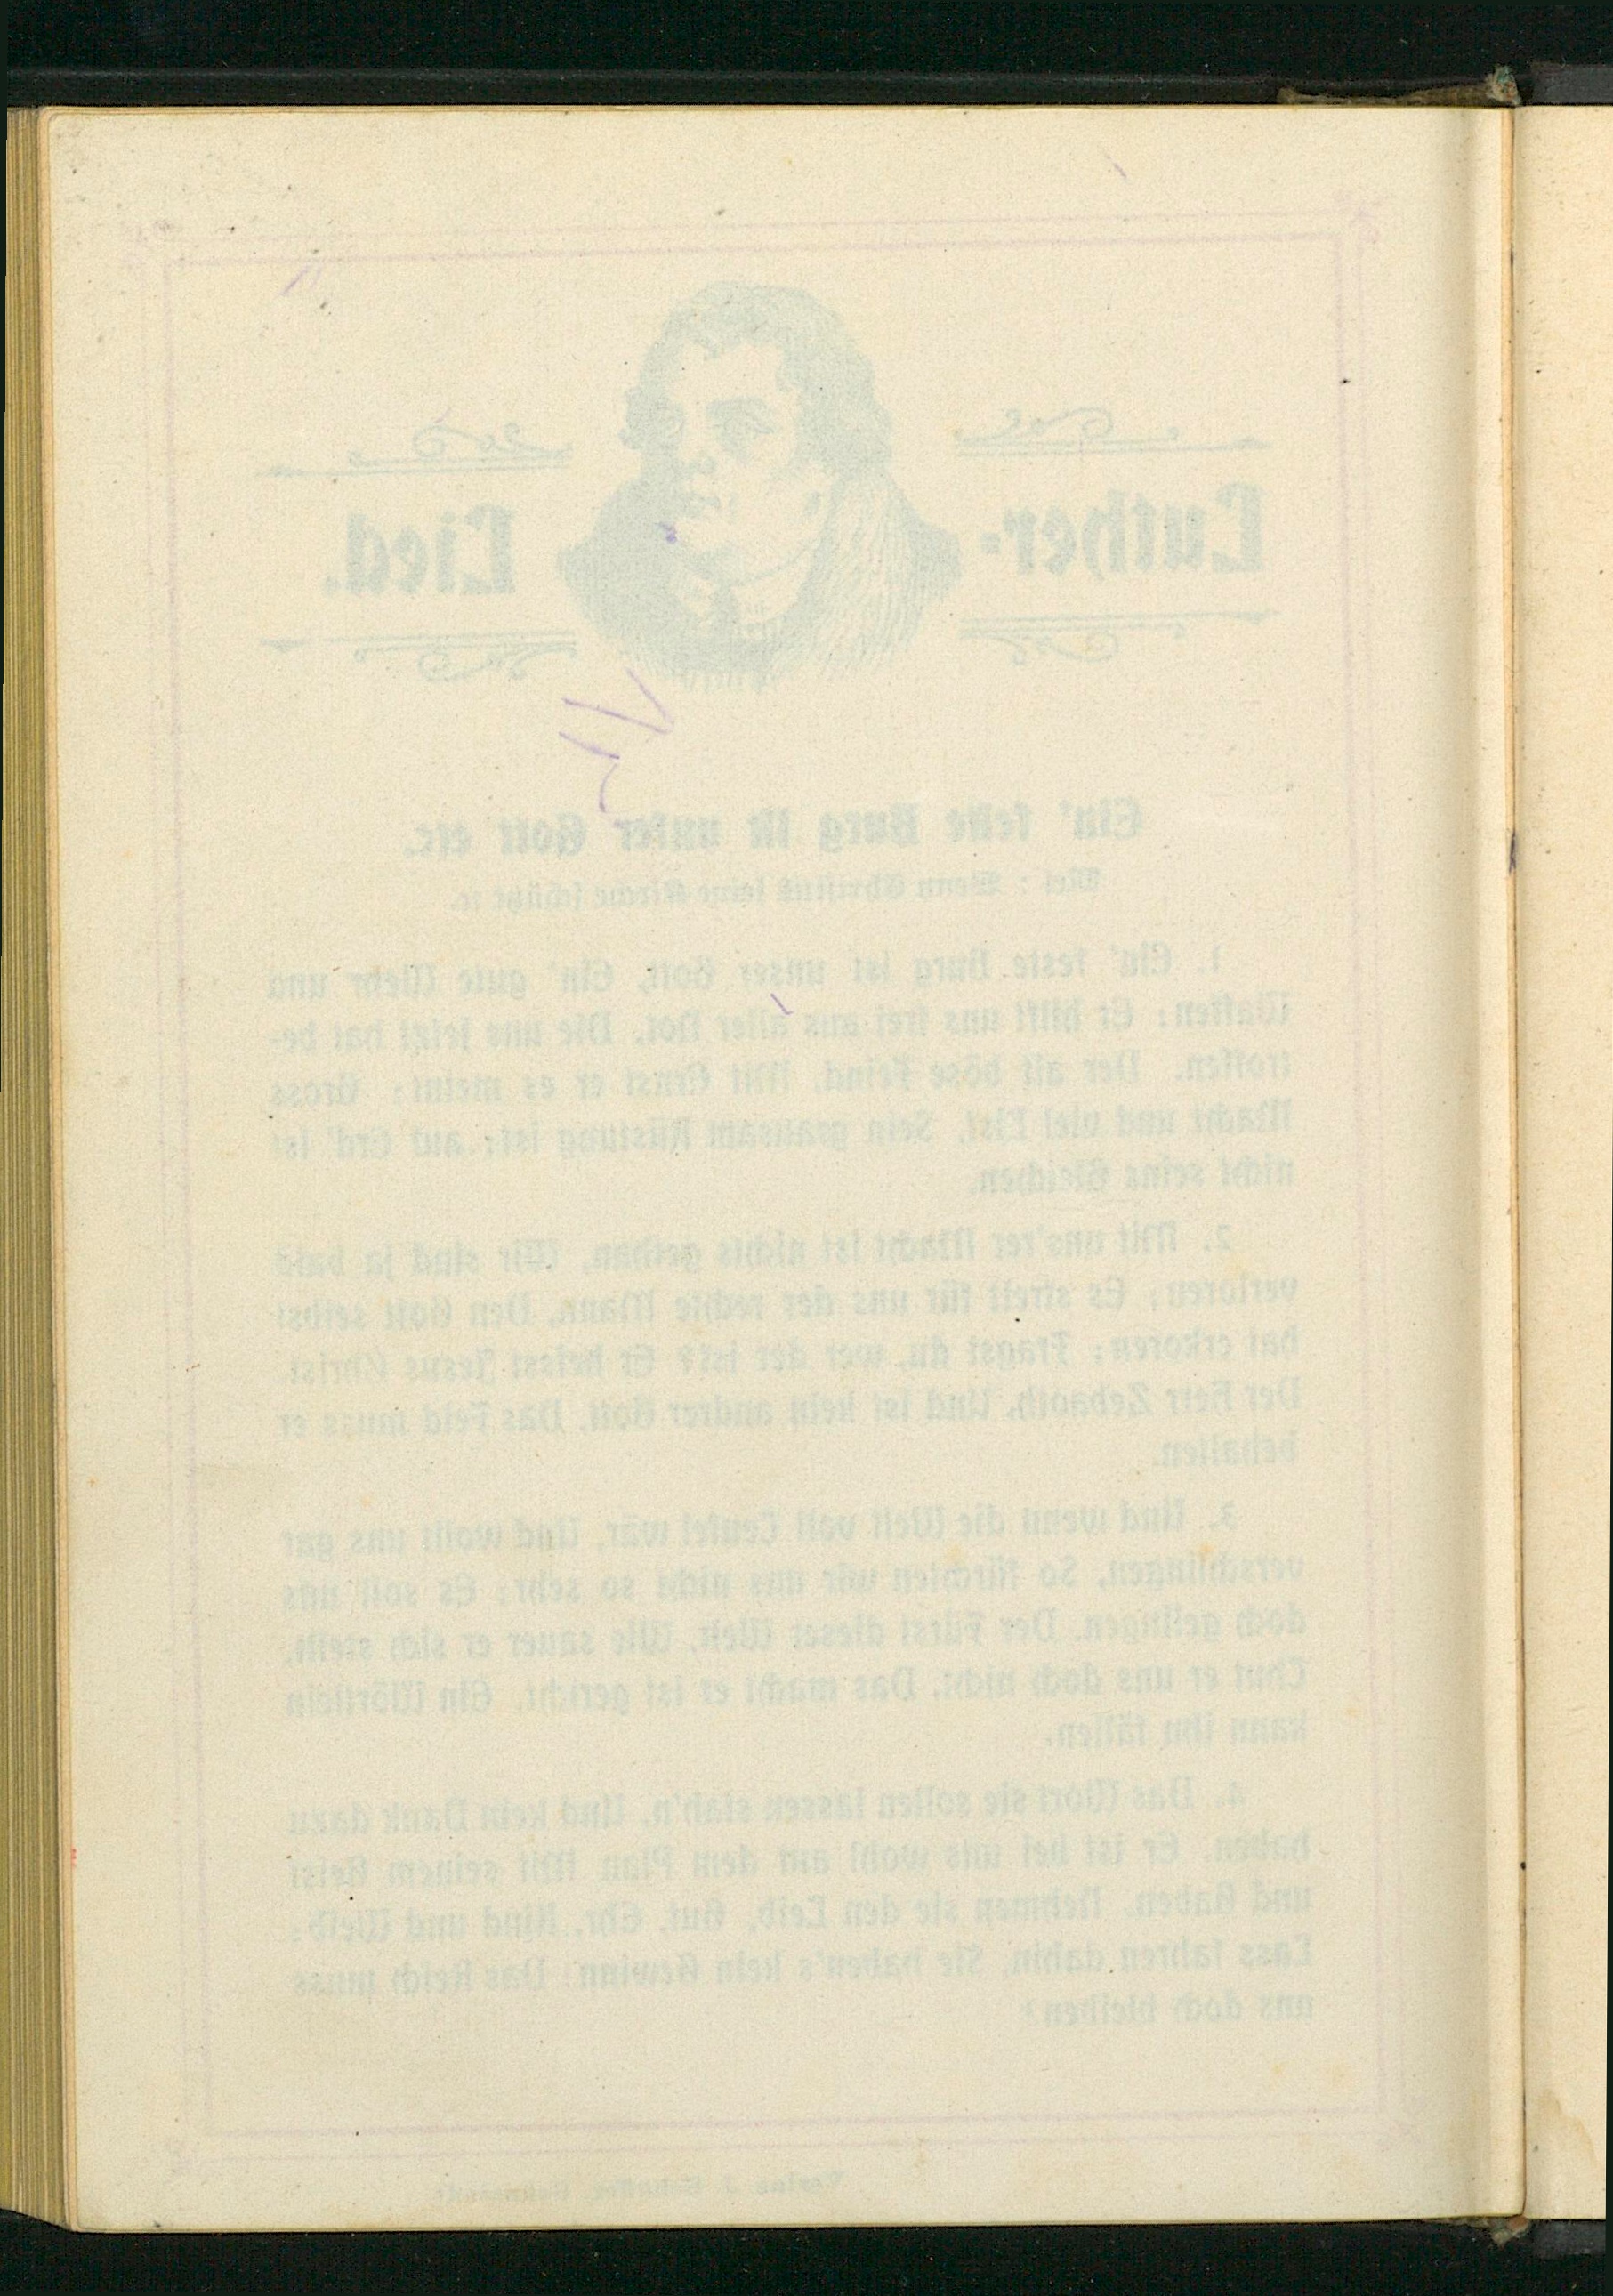 Luther-Lied.
Ein' feste Burg ist unser Gott etc.
Mel: Wenn Christus seine Kirche schützt ꝛc.
1. Ein' feste Burg ist unser Gott, Ein' gute Wehr und
Waffen: Er hilft uns frei aus aller Not, Die uns jetzt hat be-
troffen. Der alt böse Feind, Mit Ernst er es meint: Gross
Macht und viel List, Sein grausam Rüstung ist: auf Erd' ist
nicht seins Gleichen.
2. Mit uns'rer Macht ist nichts gethan, Wir sind ja bald
verloren; Es streit für uns der rechte Mann, Den Gott selbst
hat erkoren: Fragst du, wer der ist? Er heisst Jesus Christ
Der Herr Zebaoth, Und ist kein andrer Gott, Das Feld muss er
behalten.
3. Und wenn die Welt voll Teufel wär, Und wollt uns gar
verschlingen, So fürchten wir uns nicht so sehr: Es soll uns
doch gelingen. Der Fürst dieser Welt, Wie sauer er sich stellt,
Thut er uns doch nicht, Das macht er ist gericht. Ein Wörtlein
kann ihn fällen.
4. Das Wort sie sollen lassen stah'n, Und kein Dank dazu
haben. Er ist bei uns wohl auf dem Plan Mit seinem Geist
und Gaben. Nehmen sie den Leib, Gut, Ehr, Kind und Weib:
Lass fahren dahin, Sie haben's kein Gewinn: Das Reich muss
uns doch bleiben!